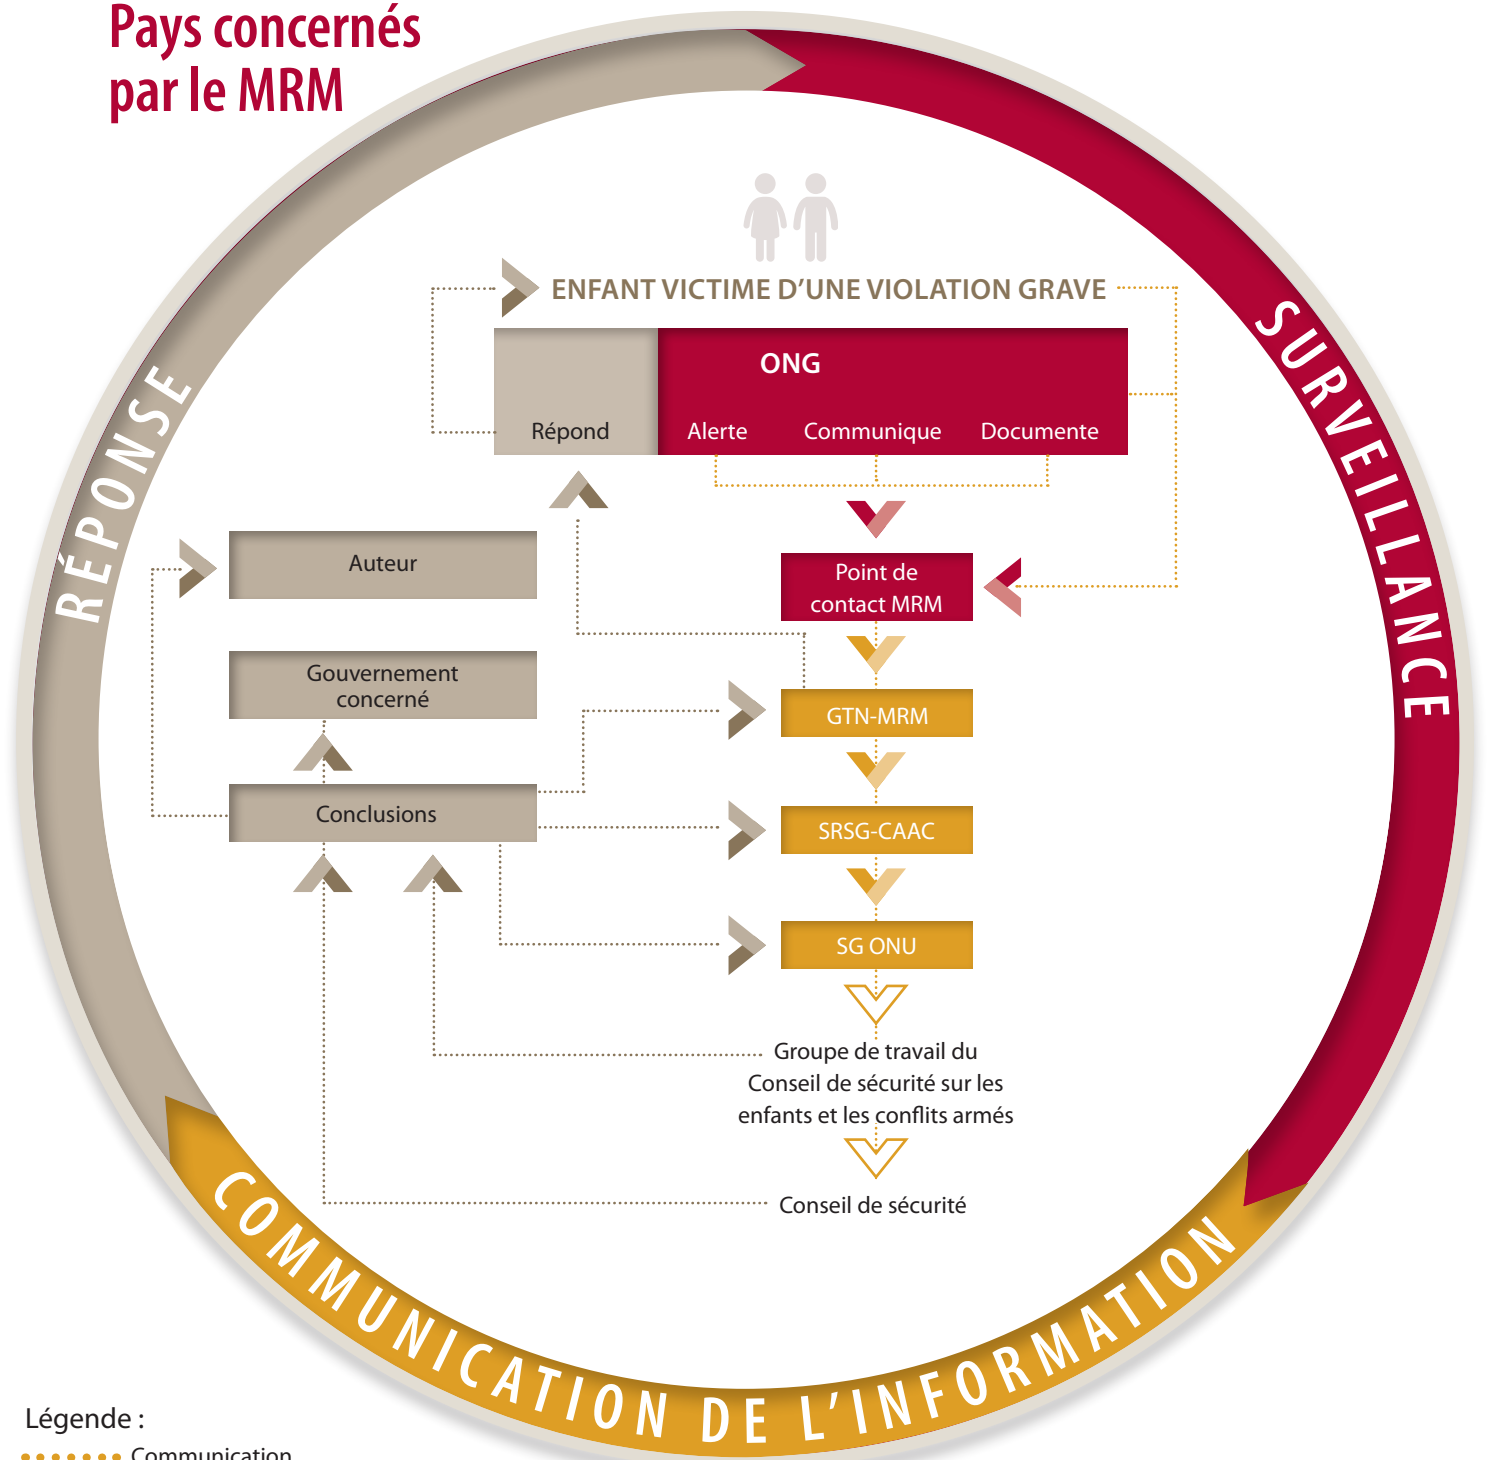 Pays concernés
par le MRM
ENFANT VICTIME D’UNE VIOLATION GRAVE
ONG
Répond
Alerte
Communique
Documente
Auteur
Point de
contact MRM
Gouvernement
concerné
GTN-MRM
Conclusions
SRSG-CAAC
SG ONU
Groupe de travail du
Conseil de sécurité sur les
enfants et les conflits armés
Conseil de sécurité
RÉPONSE
SURVEILLANCE
COMMUNICATION DE L’INFORMATION
Légende :
Communication